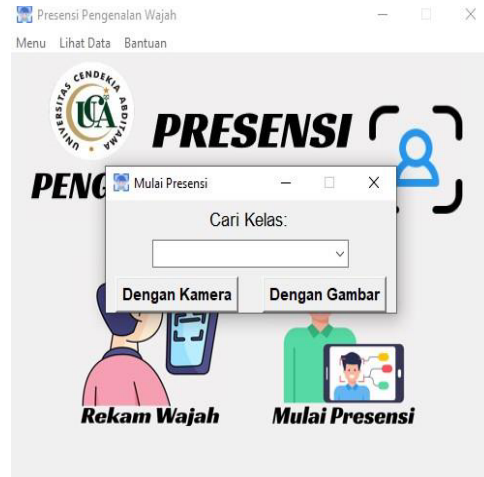 Presensi Pengenalan Wajah
Menu Lihat Data Bantuan
UNIVERSITAS CENDEKIA ABDITAMA
UCA
PRESENSI
PENG
Mulai Presensi
Cari Kelas:
Dengan Kamera Dengan Gambar
Rekam Wajah Mulai Presensi